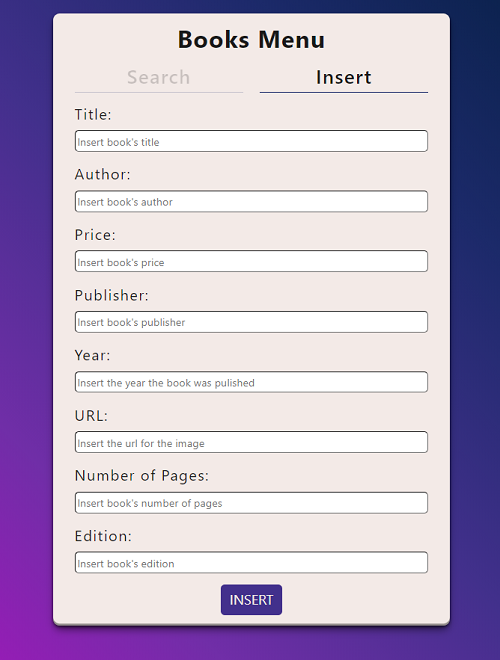 Books Menu
Search Insert
Title:
Insert book's title
Author:
Insert book's author
Price:
Insert book's price
Publisher:
Insert book's publisher
Year:
Insert the year the book was pulished
URL:
Insert the url for the image
Number of Pages:
Insert book's number of pages
Edition:
Insert book's edition
INSERT